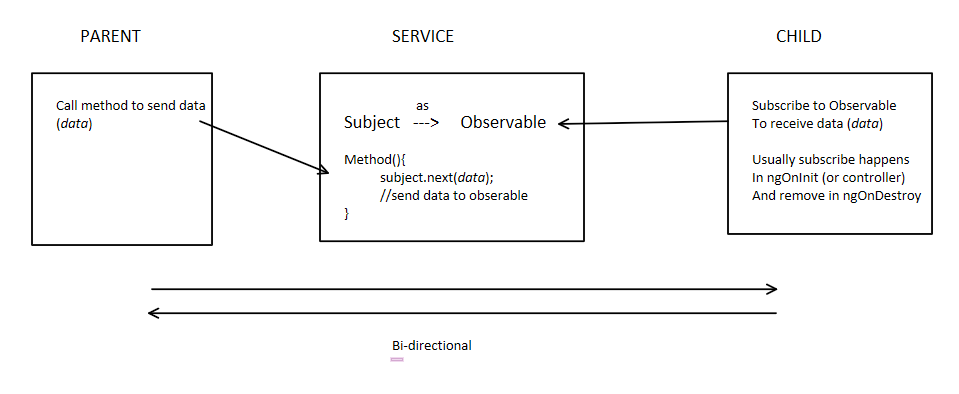 PARENT
SERVICE
CHILD
Call method to send data
(data)
as
Subject ---> Observable
Method(){
subject.next(data);
//send data to obserable
}
Subscribe to Observable
To receive data (data)
Usually subscribe happens
In ngOnInit (or controller)
And remove in ngOnDestroy
Bi-directional